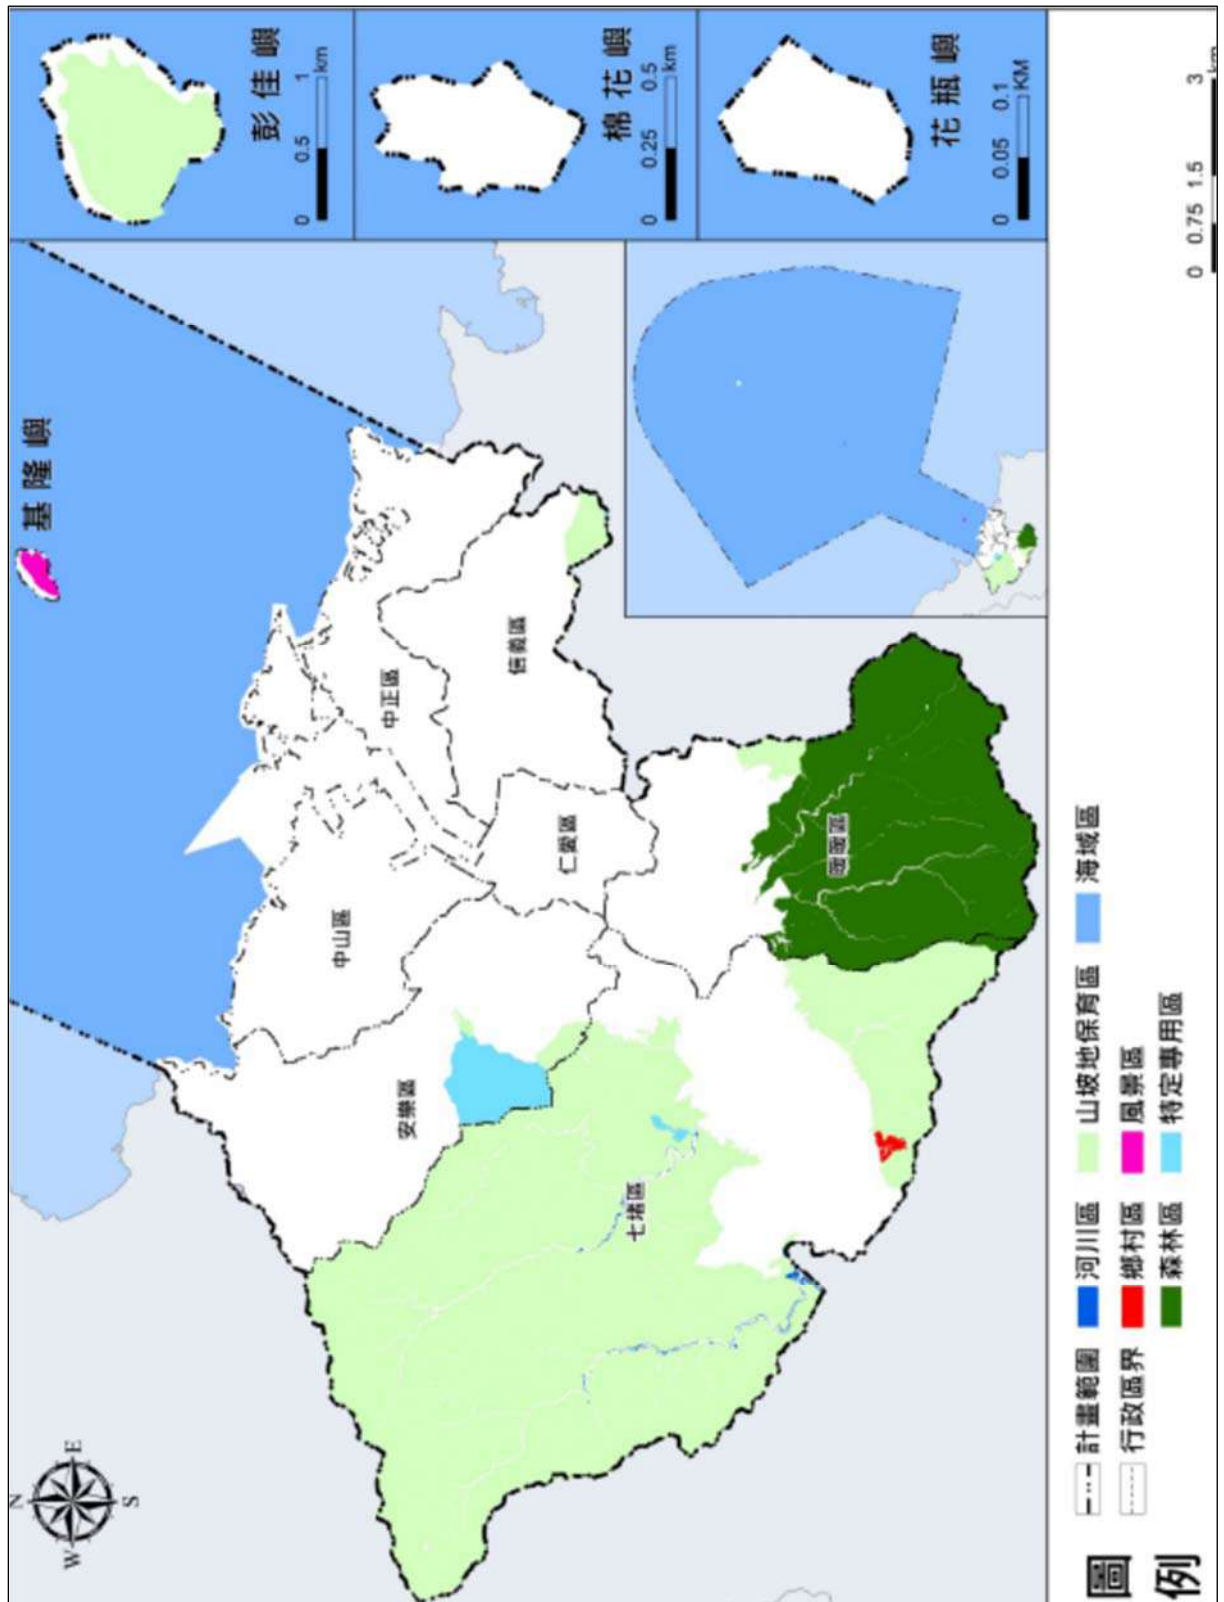 N
W
E
S
基隆嶼
彭佳嶼
0 0.5 1
km
棉花嶼
0 0.25 0.5
km
花瓶嶼
0 0.05 0.1
KM
中山區
中正區
安樂區
信義區
仁愛區
七堵區
暖暖區
圖例
計畫範圍
河川區
山坡地保育區
海域區
行政區界
鄉村區
風景區
森林區
特定專用區
0 0.75 1.5 3
km